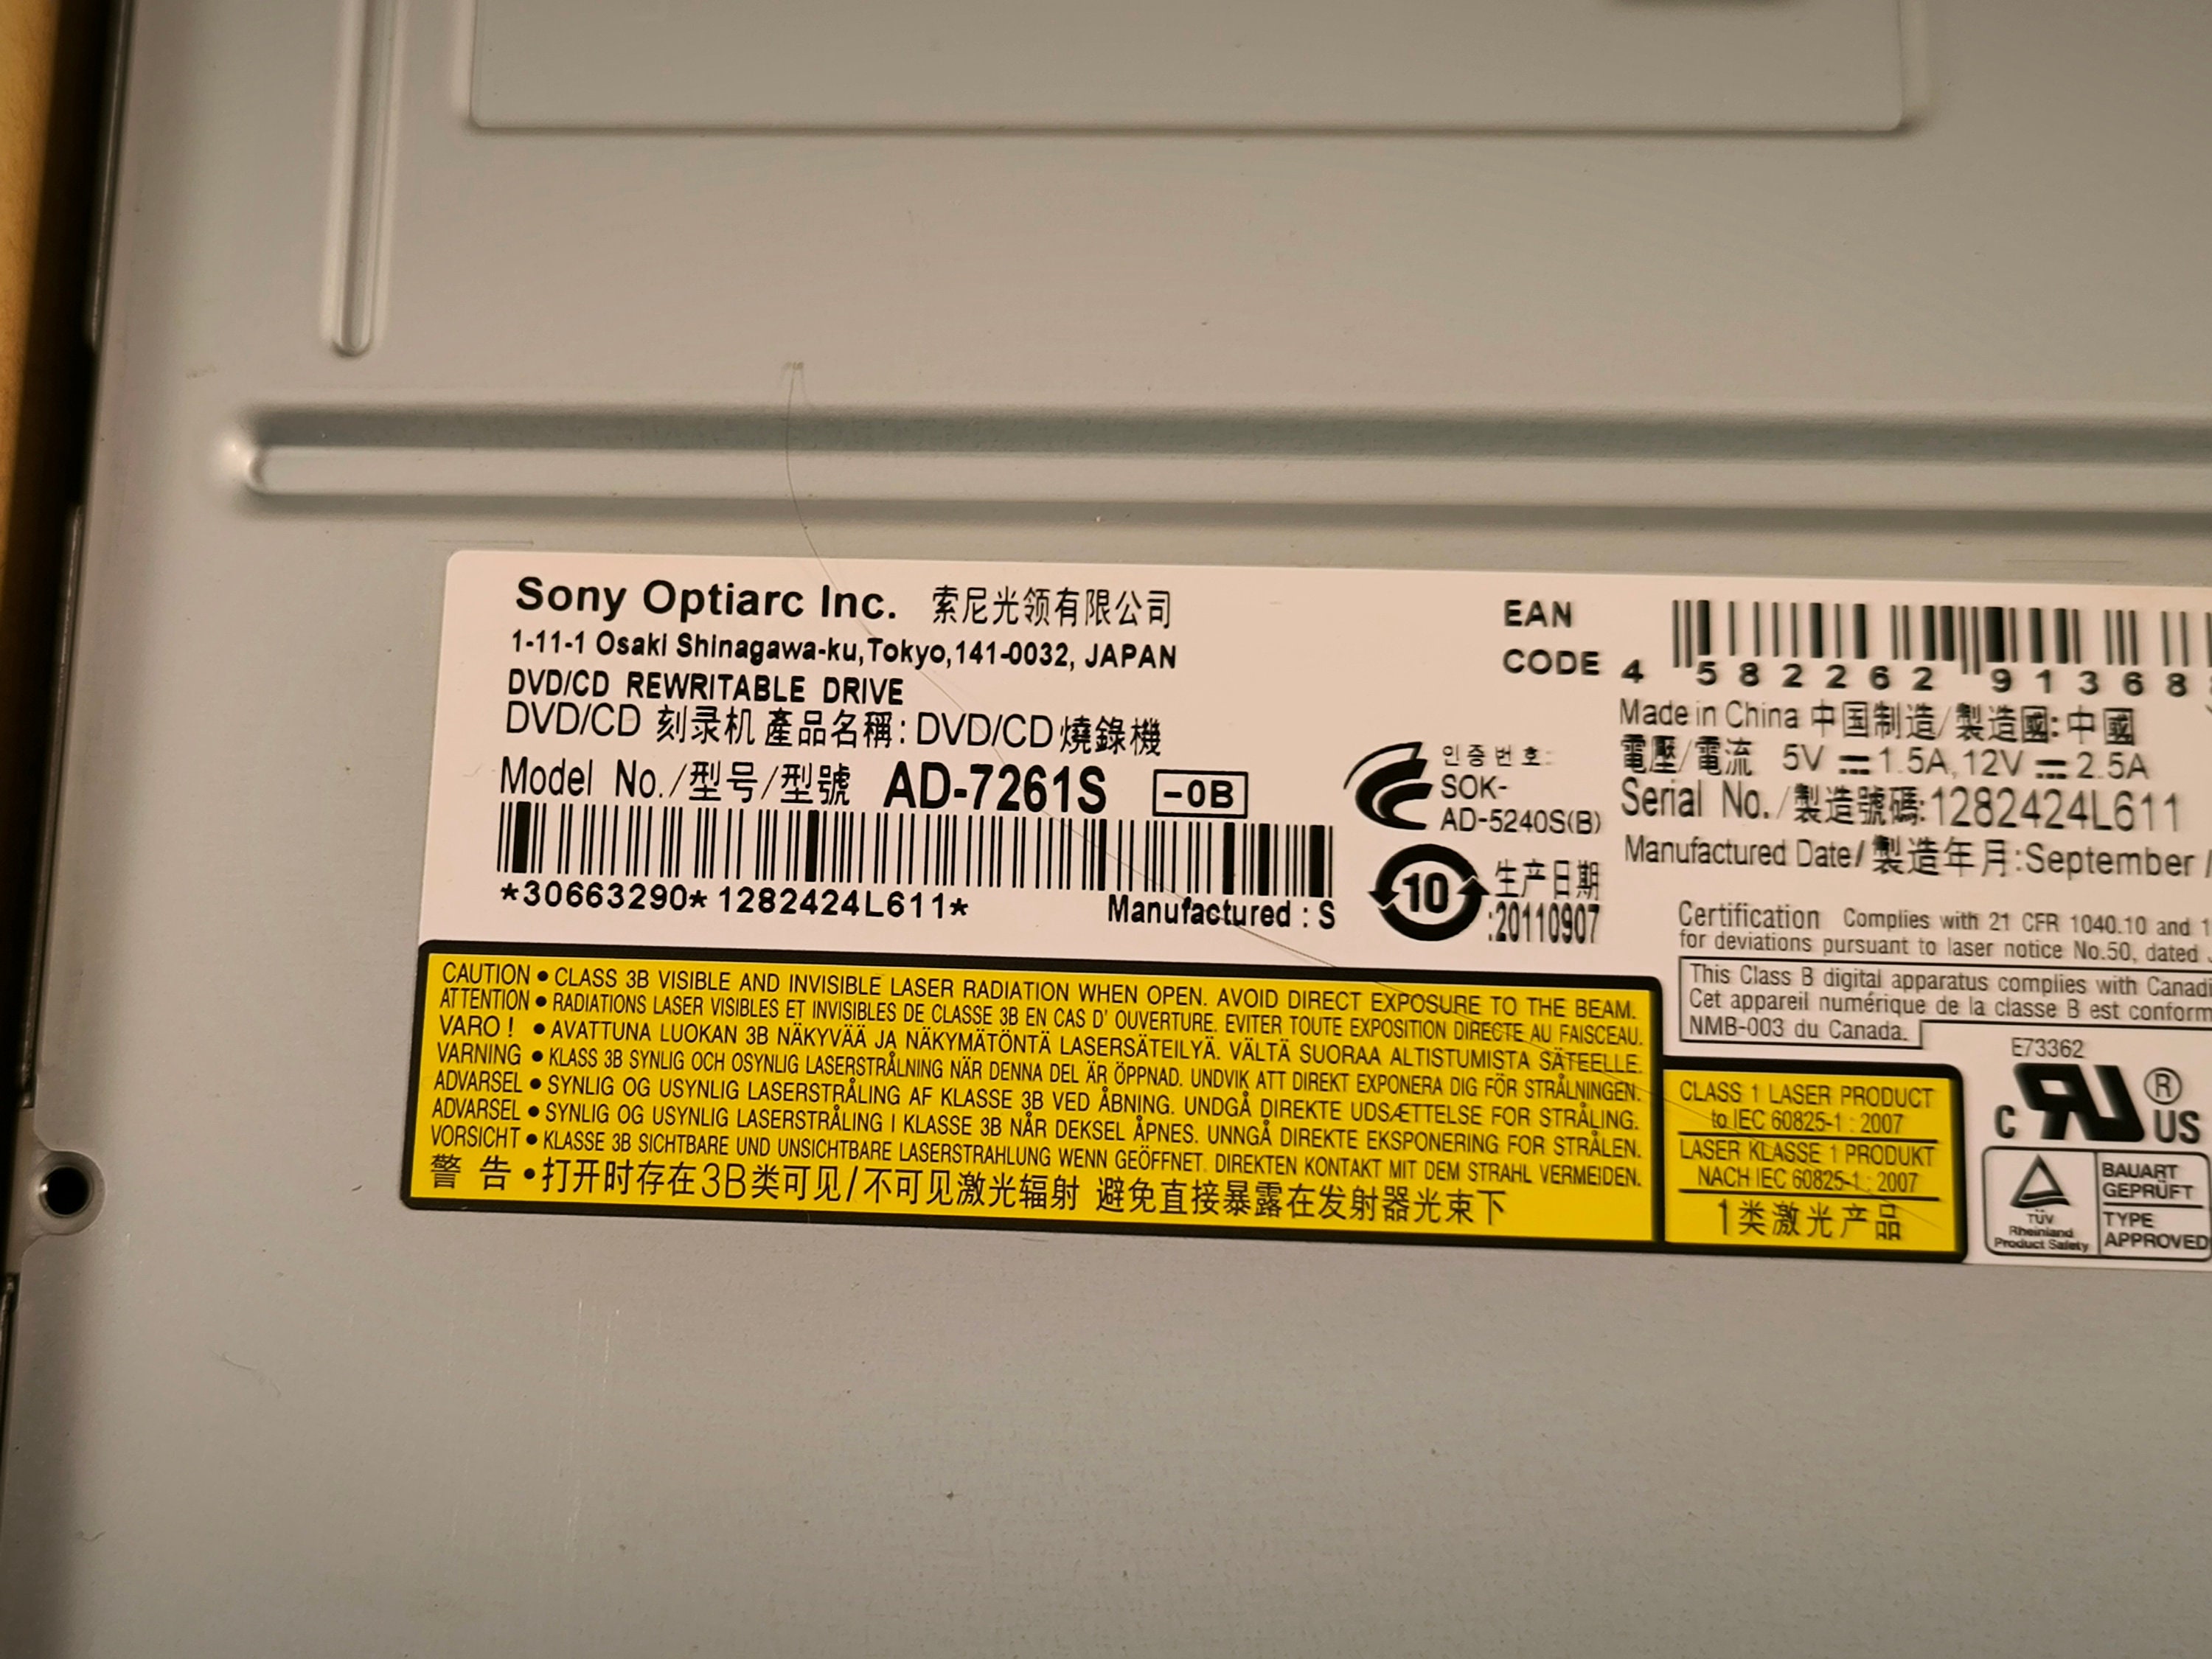 Sony Optiarc Inc. 索尼光领有限公司
1-11-1 Osaki Shinagawa-ku,Tokyo,141-0032, JAPAN
DVD/CD REWRITABLE DRIVE
DVD/CD 刻录机 產品名稱: DVD/CD 燒錄機
Model No./型号/型號 AD-7261S -0B
*30663290* 1282424L611*
Manufactured : S
인증번호:
SOK-
AD-5240S(B)
10 生产日期
:20110907
EAN
CODE 4 582262 91368
Made in China 中国制造/製造國:中國
電壓/電流 5V ⎓ 1.5A, 12V ⎓ 2.5A
Serial No./製造號碼:1282424L611
Manufactured Date/製造年月:September /
Certification Complies with 21 CFR 1040.10 and 1
for deviations pursuant to laser notice No.50, dated
This Class B digital apparatus complies with Canadi
Cet appareil numérique de la classe B est conform
NMB-003 du Canada.
CAUTION • CLASS 3B VISIBLE AND INVISIBLE LASER RADIATION WHEN OPEN. AVOID DIRECT EXPOSURE TO THE BEAM.
ATTENTION • RADIATIONS LASER VISIBLES ET INVISIBLES DE CLASSE 3B EN CAS D' OUVERTURE. EVITER TOUTE EXPOSITION DIRECTE AU FAISCEAU.
VARO ! • AVATTUNA LUOKAN 3B NÄKYVÄÄ JA NÄKYMÄTÖNTÄ LASERSÄTEILYÄ. VÄLTÄ SUORAA ALTISTUMISTA SÄTEELLE.
VARNING • KLASS 3B SYNLIG OCH OSYNLIG LASERSTRÅLNING NÄR DENNA DEL ÄR ÖPPNAD. UNDVIK ATT DIREKT EXPONERA DIG FÖR STRÅLNINGEN.
ADVARSEL • SYNLIG OG USYNLIG LASERSTRÅLING AF KLASSE 3B VED ÅBNING. UNDGÅ DIREKTE UDSÆTTELSE FOR STRÅLING.
ADVARSEL • SYNLIG OG USYNLIG LASERSTRÅLING I KLASSE 3B NÅR DEKSEL ÅPNES. UNNGÅ DIREKTE EKSPONERING FOR STRÅLEN.
VORSICHT • KLASSE 3B SICHTBARE UND UNSICHTBARE LASERSTRAHLUNG WENN GEÖFFNET. DIREKTEN KONTAKT MIT DEM STRAHL VERMEIDEN.
警 告 • 打开时存在3B类可见/不可见激光辐射 避免直接暴露在发射器光束下
CLASS 1 LASER PRODUCT
to IEC 60825-1 : 2007
LASER KLASSE 1 PRODUKT
NACH IEC 60825-1 : 2007
1类激光产品
E73362
C RU ® US
TÜV
Rheinland
Product Safety
BAUART
GEPRÜFT
TYPE
APPROVED